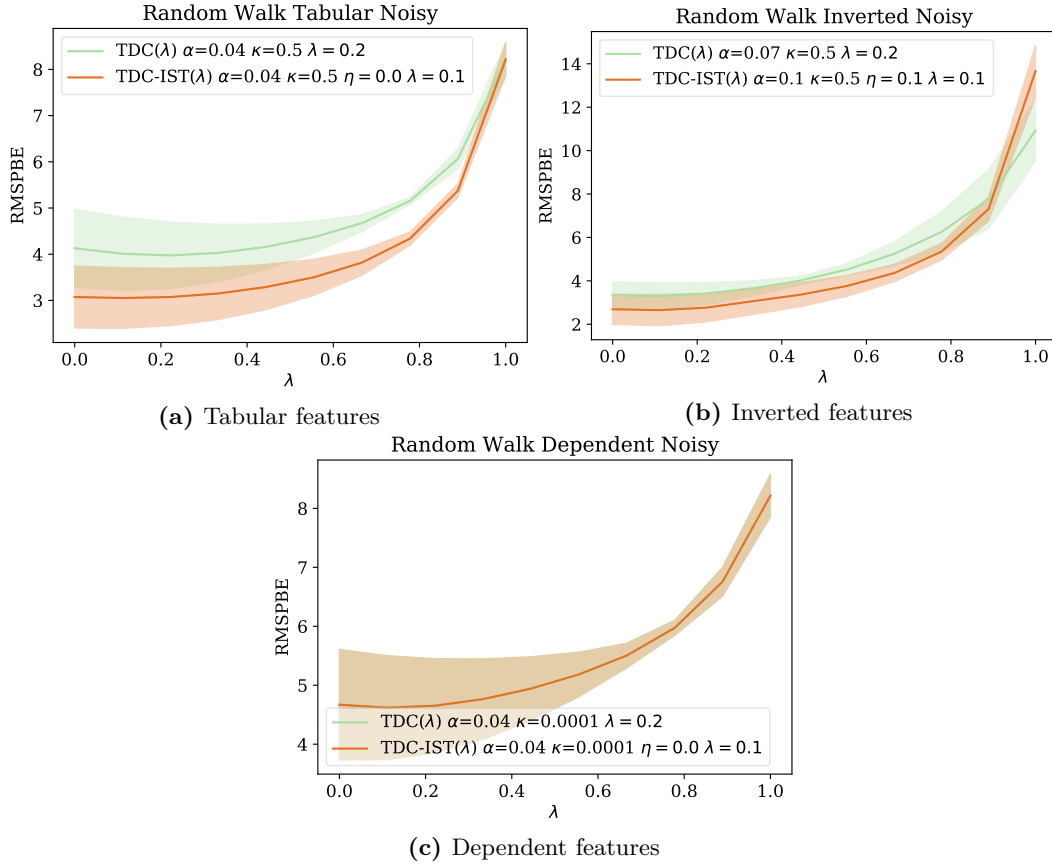 Random Walk Tabular Noisy
TDC(λ) α=0.04 κ=0.5 λ = 0.2
TDC-IST(λ) α=0.04 κ=0.5 η = 0.0 λ = 0.1
RMSPBE
8
7
6
5
4
3
0.0 0.2 0.4 0.6 0.8 1.0
λ
(a) Tabular features
Random Walk Inverted Noisy
TDC(λ) α=0.07 κ=0.5 λ = 0.2
TDC-IST(λ) α=0.1 κ=0.5 η = 0.1 λ = 0.1
RMSPBE
14
12
10
8
6
4
2
0.0 0.2 0.4 0.6 0.8 1.0
λ
(b) Inverted features
Random Walk Dependent Noisy
RMSPBE
8
7
6
5
4
TDC(λ) α=0.04 κ=0.0001 λ = 0.2
TDC-IST(λ) α=0.04 κ=0.0001 η = 0.0 λ = 0.1
0.0 0.2 0.4 0.6 0.8 1.0
λ
(c) Dependent features